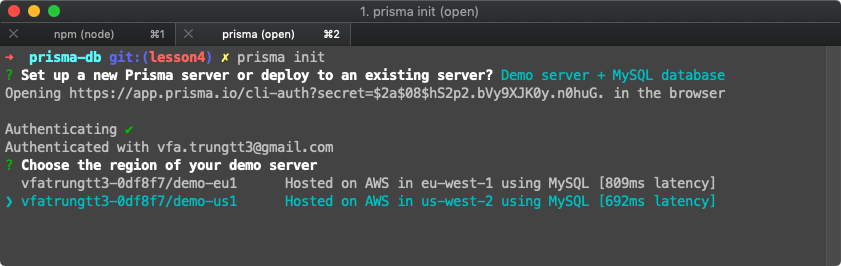 1. prisma init (open)
× npm (node) ⌘1 × prisma (open) ⌘2
→ prisma-db git:(lesson4) ✗ prisma init
? Set up a new Prisma server or deploy to an existing server? Demo server + MySQL database
Opening https://app.prisma.io/cli-auth?secret=$2a$08$hS2p2.bVy9XJK0y.n0huG. in the browser
Authenticating ✔
Authenticated with vfa.trungtt3@gmail.com
? Choose the region of your demo server
vfatrungtt3-0df8f7/demo-eu1 Hosted on AWS in eu-west-1 using MySQL [809ms latency]
❯ vfatrungtt3-0df8f7/demo-us1 Hosted on AWS in us-west-2 using MySQL [692ms latency]